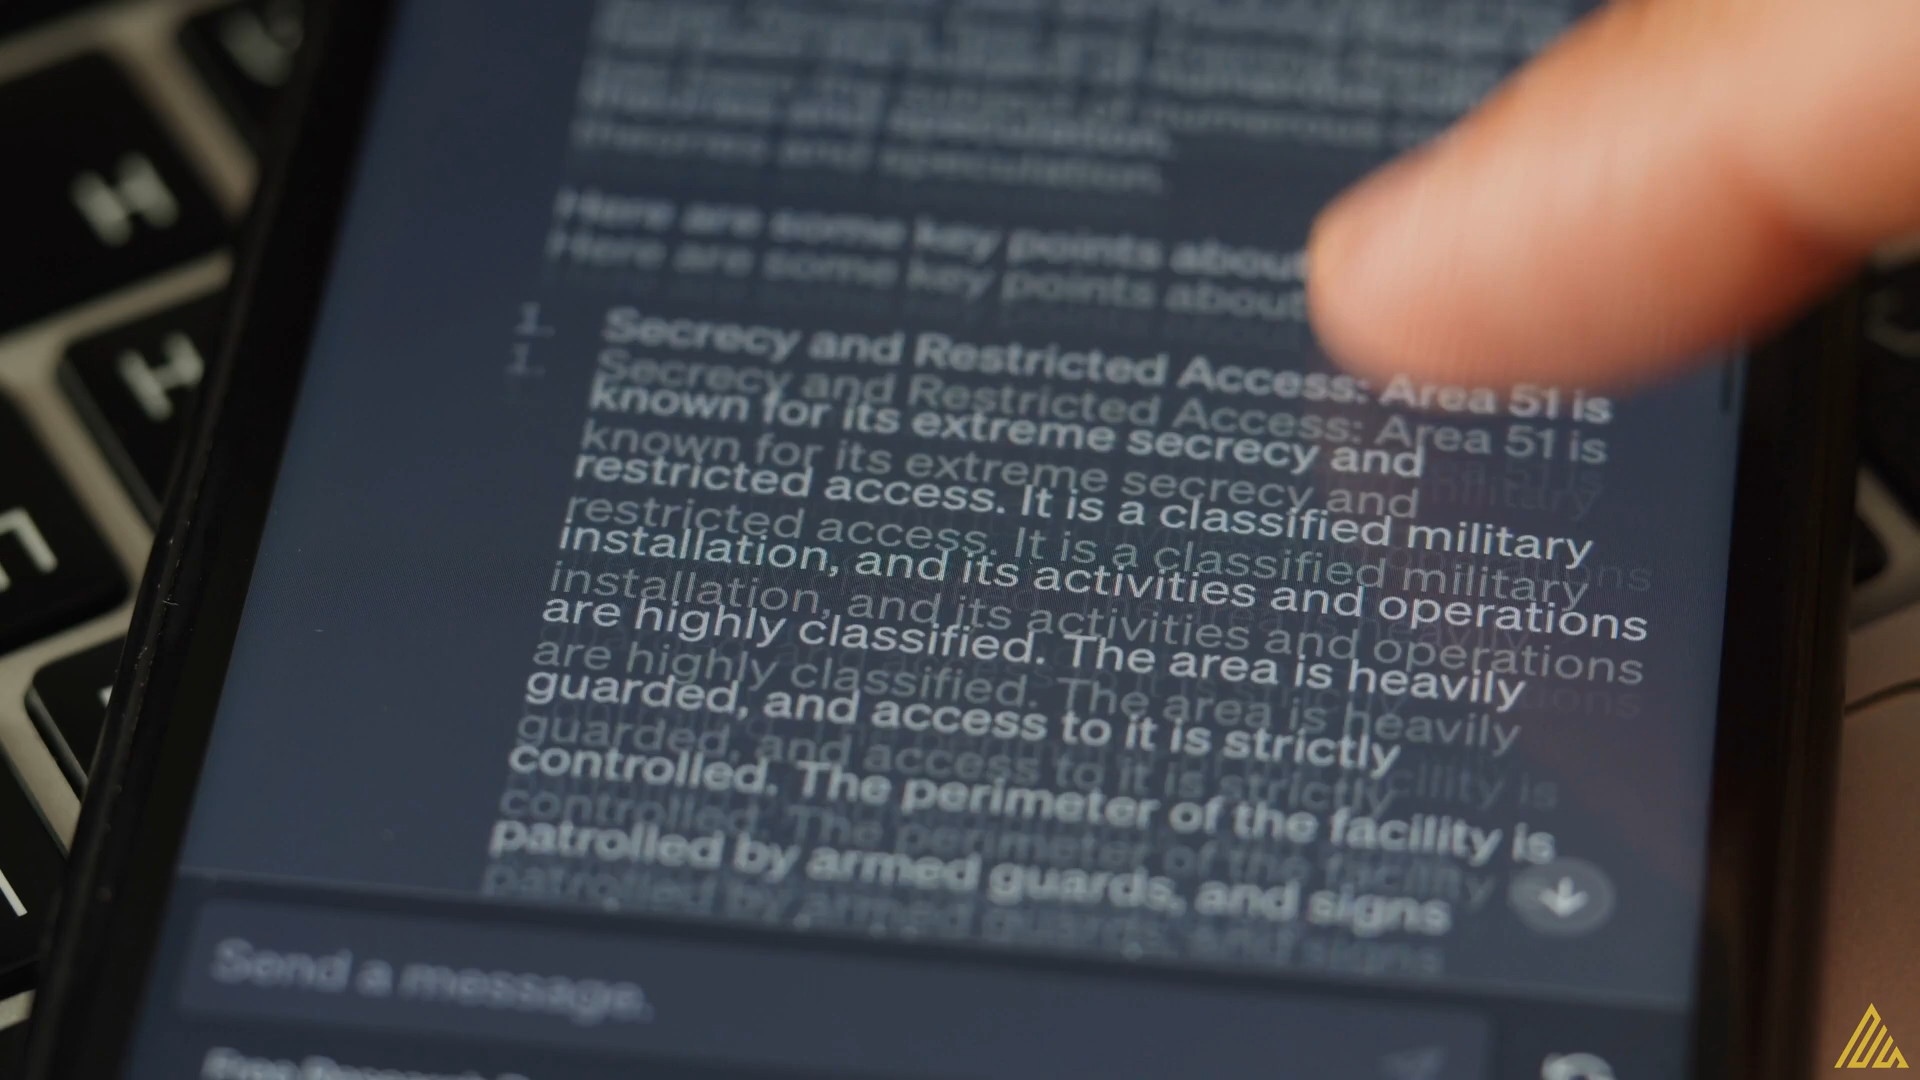 theories and speculation.
Here are some key points about
1. Secrecy and Restricted Access: Area 51 is
known for its extreme secrecy and
restricted access. It is a classified military
installation, and its activities and operations
are highly classified. The area is heavily
guarded, and access to it is strictly
controlled. The perimeter of the facility is
patrolled by armed guards, and signs
Send a message.
H
H